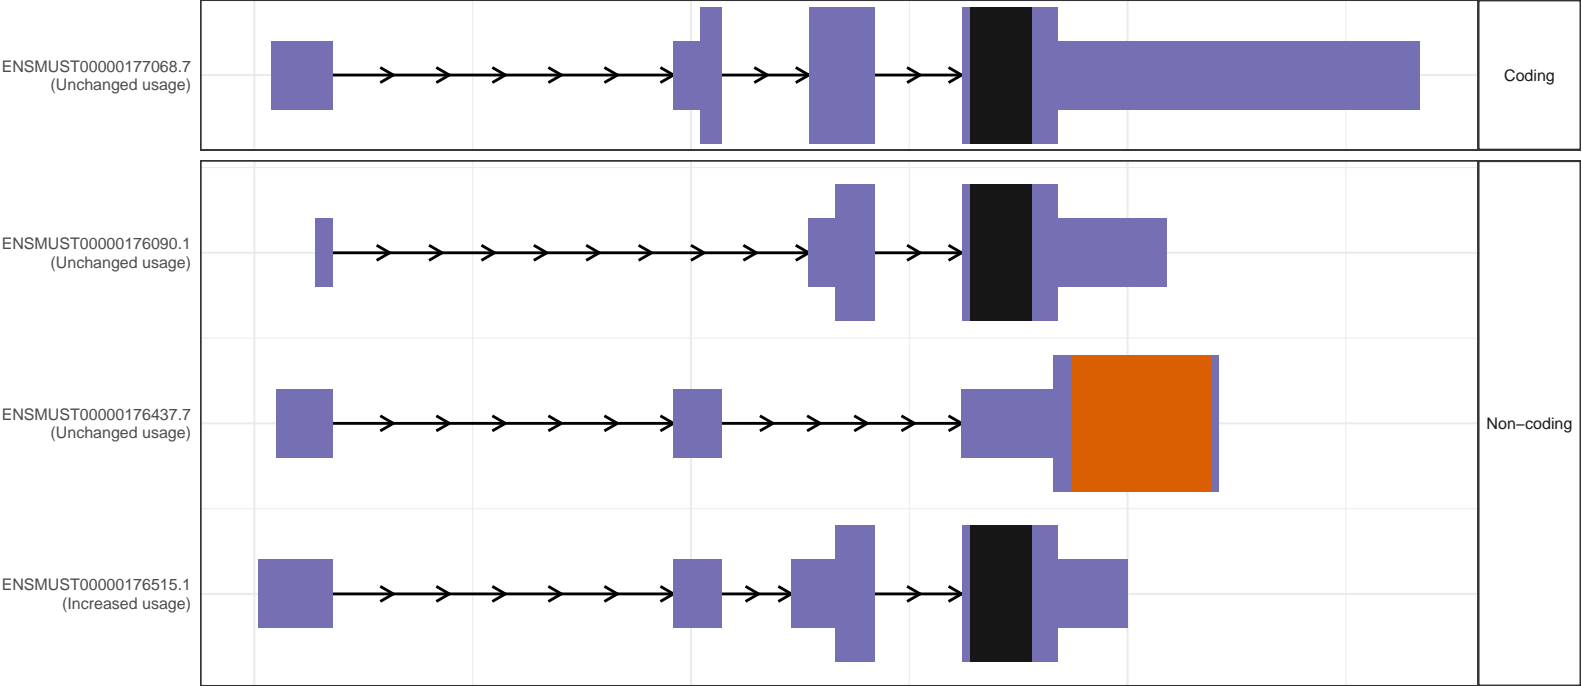 ENSMUST00000177068.7
(Unchanged usage)
Coding
ENSMUST00000176090.1
(Unchanged usage)
ENSMUST00000176437.7
(Unchanged usage)
Non−coding
ENSMUST00000176515.1
(Increased usage)